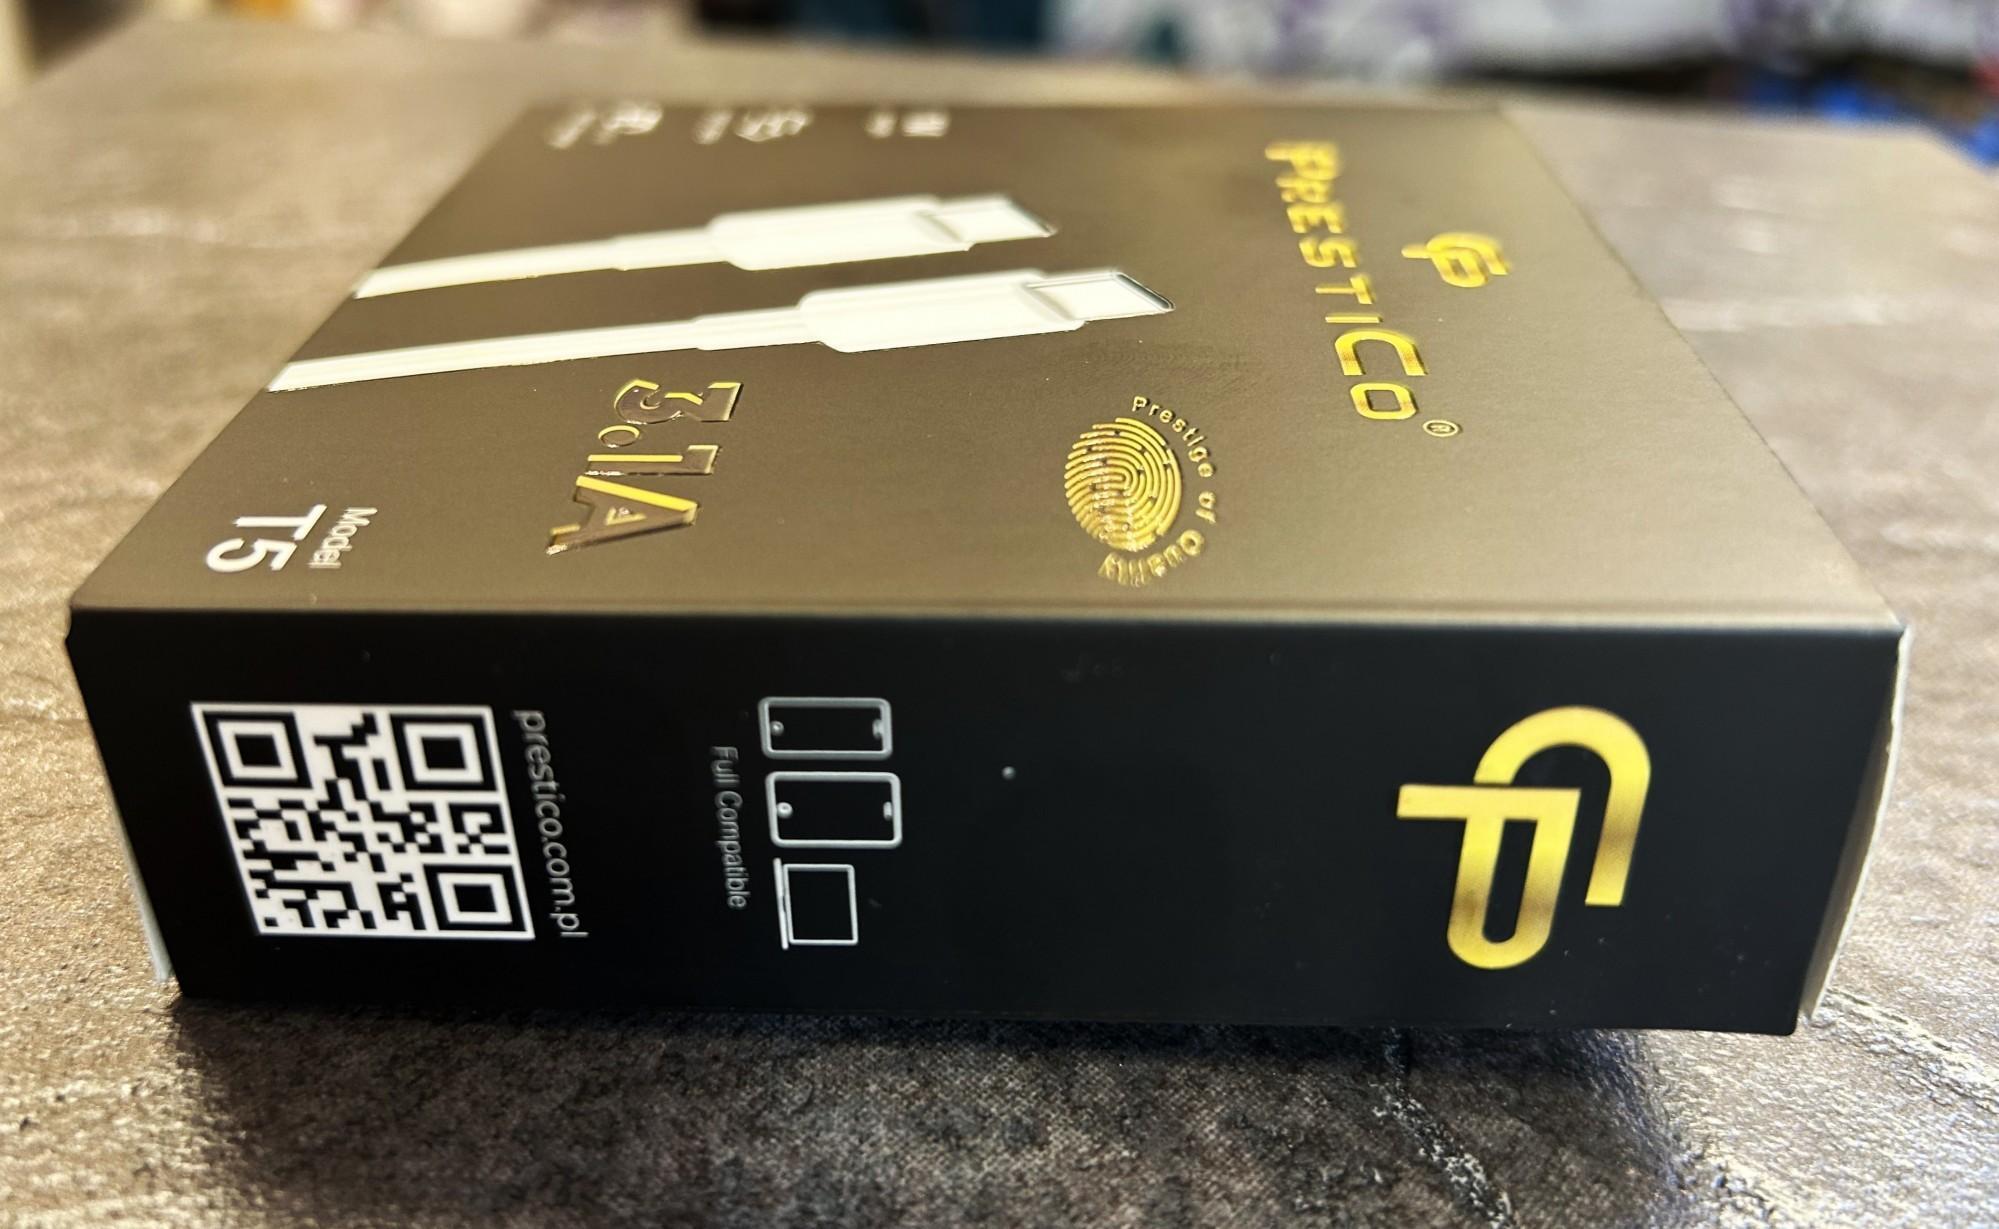 PRESTICO®
Prestige of Quality
3.1A
Model
T5
Full Compatible
prestico.com.pl